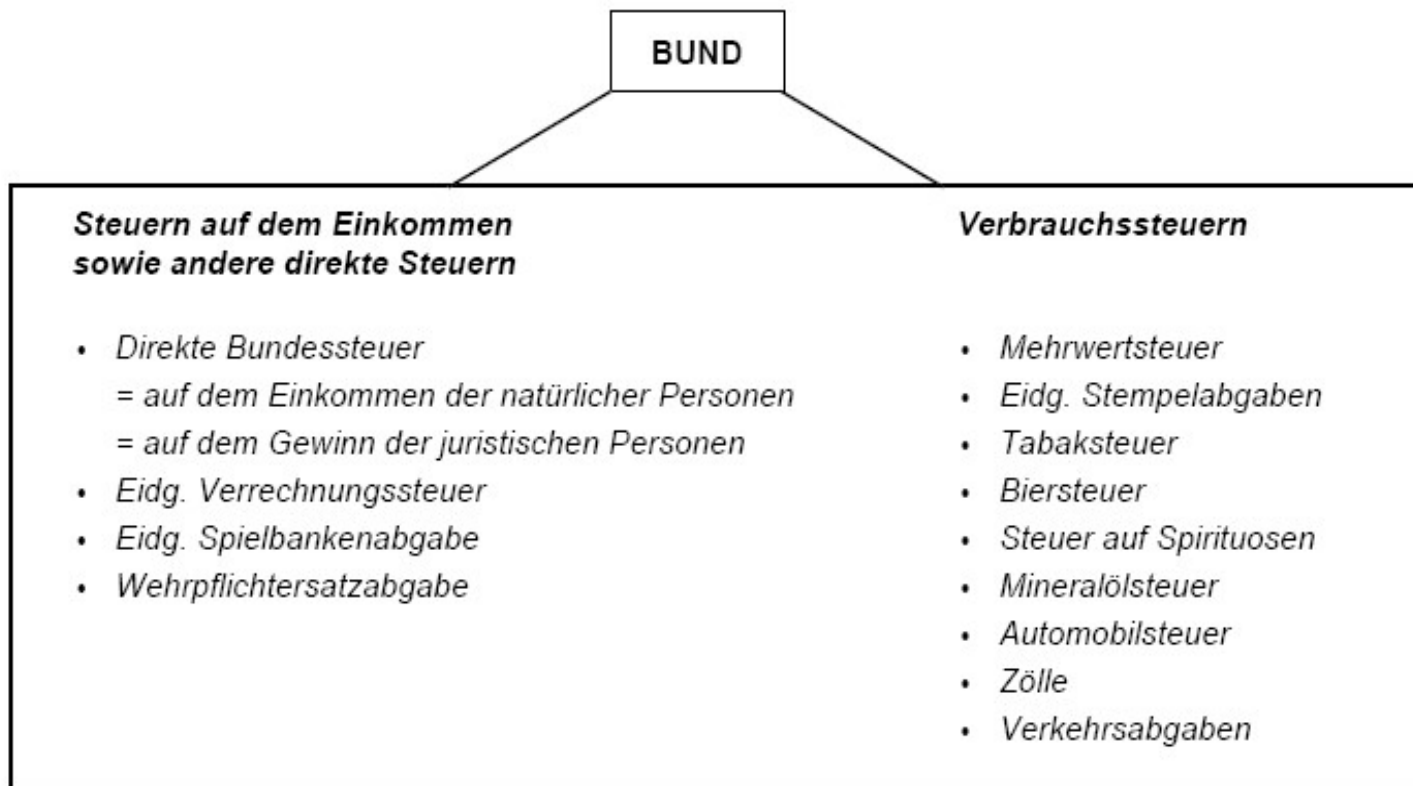 BUND
Steuern auf dem Einkommen
sowie andere direkte Steuern
• Direkte Bundessteuer
= auf dem Einkommen der natürlicher Personen
= auf dem Gewinn der juristischen Personen
• Eidg. Verrechnungssteuer
• Eidg. Spielbankenabgabe
• Wehrpflichtersatzabgabe
Verbrauchssteuern
• Mehrwertsteuer
• Eidg. Stempelabgaben
• Tabaksteuer
• Biersteuer
• Steuer auf Spirituosen
• Mineralölsteuer
• Automobilsteuer
• Zölle
• Verkehrsabgaben